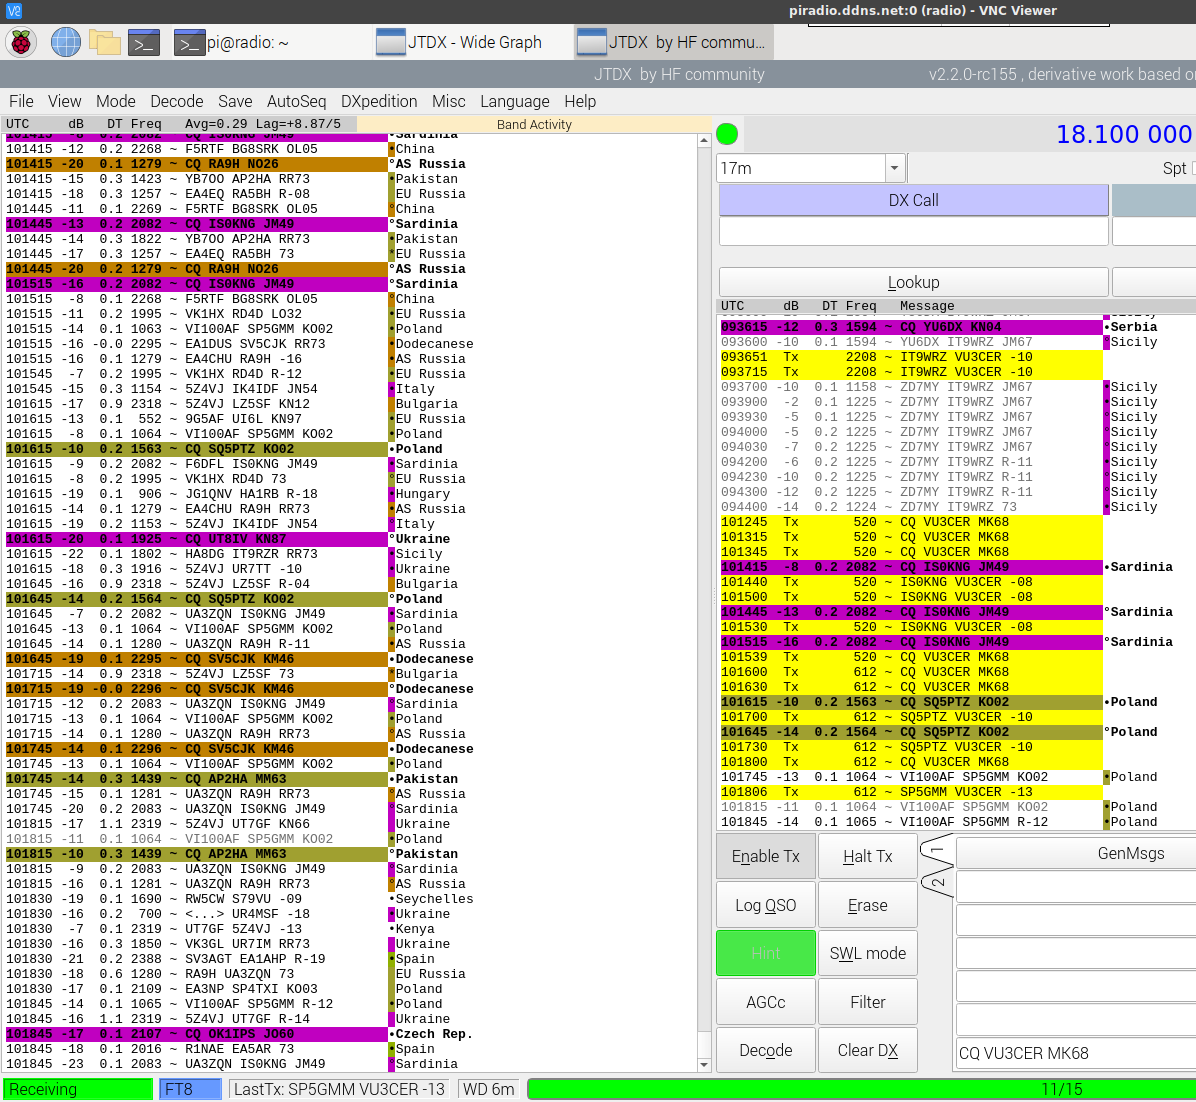 piradio.ddns.net:0 (radio) - VNC Viewer
pi@radio: ~
JTDX - Wide Graph
JTDX by HF commu...
JTDX by HF community
v2.2.0-rc155 , derivative work based on
File View Mode Decode Save AutoSeq DXpedition Misc Language Help
UTC dB DT Freq Avg=0.29 Lag=+8.87/5
Band Activity
101415 -8 0.2 2082 ~ CQ IS0KNG JM49 •Sardinia
101415 -12 0.2 2268 ~ F5RTF BG8SRK OL05 •China
101415 -20 0.1 1279 ~ CQ RA9H NO26 °AS Russia
101415 -15 0.3 1423 ~ YB7OO AP2HA RR73 •Pakistan
101415 -18 0.3 1257 ~ EA4EQ RA5BH R-08 EU Russia
101445 -11 0.1 2269 ~ F5RTF BG8SRK OL05 °China
101445 -13 0.2 2082 ~ CQ IS0KNG JM49 °Sardinia
101445 -14 0.3 1822 ~ YB7OO AP2HA RR73 •Pakistan
101445 -17 0.3 1257 ~ EA4EQ RA5BH 73 *EU Russia
101445 -20 0.2 1279 ~ CQ RA9H NO26 °AS Russia
101515 -16 0.2 2082 ~ CQ IS0KNG JM49 °Sardinia
101515 -8 0.1 2268 ~ F5RTF BG8SRK OL05 °China
101515 -11 0.2 1995 ~ VK1HX RD4D LO32 •EU Russia
101515 -14 0.1 1063 ~ VI100AF SP5GMM KO02 •Poland
101515 -16 -0.0 2295 ~ EA1DUS SV5CJK RR73 •Dodecanese
101545 -16 0.1 1279 ~ EA4CHU RA9H -16 •AS Russia
101545 -7 0.2 1995 ~ VK1HX RD4D R-12 •EU Russia
101545 -15 0.3 1154 ~ 5Z4VJ IK4IDF JN54 •Italy
101615 -17 0.9 2318 ~ 5Z4VJ LZ5SF KN12 Bulgaria
101615 -13 0.1 552 ~ 9G5AF UI6L KN97 •EU Russia
101615 -8 0.1 1064 ~ VI100AF SP5GMM KO02 •Poland
101615 -10 0.2 1563 ~ CQ SQ5PTZ KO02 •Poland
101615 -9 0.2 2082 ~ F6DFL IS0KNG JM49 •Sardinia
101615 -8 0.2 1995 ~ VK1HX RD4D 73 °EU Russia
101615 -19 0.1 906 ~ JG1QNV HA1RB R-18 •Hungary
101615 -14 0.1 1279 ~ EA4CHU RA9H RR73 •AS Russia
101615 -19 0.2 1153 ~ 5Z4VJ IK4IDF JN54 °Italy
101615 -20 0.1 1925 ~ CQ UT8IV KN87 °Ukraine
101615 -22 0.1 1802 ~ HA8DG IT9RZR RR73 •Sicily
101615 -18 0.3 1916 ~ 5Z4VJ UR7TT -10 •Ukraine
101645 -16 0.9 2318 ~ 5Z4VJ LZ5SF R-04 Bulgaria
101645 -14 0.2 1564 ~ CQ SQ5PTZ KO02 °Poland
101645 -7 0.2 2082 ~ UA3ZQN IS0KNG JM49 •Sardinia
101645 -13 0.1 1064 ~ VI100AF SP5GMM KO02 •Poland
101645 -14 0.1 1280 ~ UA3ZQN RA9H R-11 •AS Russia
101645 -19 0.1 2295 ~ CQ SV5CJK KM46 •Dodecanese
101715 -14 0.9 2318 ~ 5Z4VJ LZ5SF 73 *Bulgaria
101715 -19 -0.0 2296 ~ CQ SV5CJK KM46 °Dodecanese
101715 -12 0.2 2083 ~ UA3ZQN IS0KNG JM49 °Sardinia
101715 -13 0.1 1064 ~ VI100AF SP5GMM KO02 •Poland
101715 -14 0.1 1280 ~ UA3ZQN RA9H RR73 °AS Russia
101745 -14 0.1 2296 ~ CQ SV5CJK KM46 •Dodecanese
101745 -13 0.1 1064 ~ VI100AF SP5GMM KO02 •Poland
101745 -14 0.3 1439 ~ CQ AP2HA MM63 •Pakistan
101745 -15 0.1 1281 ~ UA3ZQN RA9H RR73 •AS Russia
101745 -20 0.2 2083 ~ UA3ZQN IS0KNG JM49 °Sardinia
101815 -17 1.1 2319 ~ 5Z4VJ UT7GF KN66 Ukraine
101815 -11 0.1 1064 ~ VI100AF SP5GMM KO02 •Poland
101815 -10 0.3 1439 ~ CQ AP2HA MM63 °Pakistan
101815 -9 0.2 2083 ~ UA3ZQN IS0KNG JM49 °Sardinia
101815 -16 0.1 1281 ~ UA3ZQN RA9H RR73 °AS Russia
101830 -19 0.1 1690 ~ RW5CW S79VU -09 •Seychelles
101830 -16 0.2 700 ~ <...> UR4MSF -18 •Ukraine
101830 -7 0.1 2319 ~ UT7GF 5Z4VJ -13 •Kenya
101830 -16 0.3 1850 ~ VK3GL UR7IM RR73 Ukraine
101830 -21 0.2 2388 ~ SV3AGT EA1AHP R-19 •Spain
101830 -18 0.6 1280 ~ RA9H UA3ZQN 73 EU Russia
101830 -17 0.1 2109 ~ EA3NP SP4TXI KO03 Poland
101845 -14 0.1 1065 ~ VI100AF SP5GMM R-12 •Poland
101845 -16 1.1 2319 ~ 5Z4VJ UT7GF R-14 Ukraine
101845 -17 0.1 2107 ~ CQ OK1IPS JO60 •Czech Rep.
101845 -18 0.1 2016 ~ R1NAE EA5AR 73 •Spain
101845 -23 0.1 2083 ~ UA3ZQN IS0KNG JM49 °Sardinia
18.100 000
17m
Spt
DX Call
Lookup
UTC dB DT Freq Message
093615 -12 0.3 1594 ~ CQ YU6DX KN04 •Serbia
093600 -10 0.1 1594 ~ YU6DX IT9WRZ JM67 °Sicily
093651 Tx 2208 ~ IT9WRZ VU3CER -10
093715 Tx 2208 ~ IT9WRZ VU3CER -10
093700 -10 0.1 1158 ~ ZD7MY IT9WRZ JM67 •Sicily
093900 -2 0.1 1225 ~ ZD7MY IT9WRZ JM67 •Sicily
093930 -5 0.1 1225 ~ ZD7MY IT9WRZ JM67 °Sicily
094000 -5 0.2 1225 ~ ZD7MY IT9WRZ JM67 °Sicily
094030 -7 0.2 1225 ~ ZD7MY IT9WRZ JM67 °Sicily
094200 -6 0.2 1225 ~ ZD7MY IT9WRZ R-11 •Sicily
094230 -10 0.2 1225 ~ ZD7MY IT9WRZ R-11 °Sicily
094300 -12 0.2 1225 ~ ZD7MY IT9WRZ R-11 °Sicily
094400 -14 0.2 1224 ~ ZD7MY IT9WRZ 73 °Sicily
101245 Tx 520 ~ CQ VU3CER MK68
101315 Tx 520 ~ CQ VU3CER MK68
101345 Tx 520 ~ CQ VU3CER MK68
101415 -8 0.2 2082 ~ CQ IS0KNG JM49 •Sardinia
101440 Tx 520 ~ IS0KNG VU3CER -08
101500 Tx 520 ~ IS0KNG VU3CER -08
101445 -13 0.2 2082 ~ CQ IS0KNG JM49 °Sardinia
101530 Tx 520 ~ IS0KNG VU3CER -08
101515 -16 0.2 2082 ~ CQ IS0KNG JM49 °Sardinia
101539 Tx 520 ~ CQ VU3CER MK68
101600 Tx 612 ~ CQ VU3CER MK68
101630 Tx 612 ~ CQ VU3CER MK68
101615 -10 0.2 1563 ~ CQ SQ5PTZ KO02 •Poland
101700 Tx 612 ~ SQ5PTZ VU3CER -10
101645 -14 0.2 1564 ~ CQ SQ5PTZ KO02 °Poland
101730 Tx 612 ~ SQ5PTZ VU3CER -10
101800 Tx 612 ~ CQ VU3CER MK68
101745 -13 0.1 1064 ~ VI100AF SP5GMM KO02 •Poland
101806 Tx 612 ~ SP5GMM VU3CER -13
101815 -11 0.1 1064 ~ VI100AF SP5GMM KO02 •Poland
101845 -14 0.1 1065 ~ VI100AF SP5GMM R-12 •Poland
Enable Tx
Halt Tx
1
GenMsgs
Log QSO
Erase
2
Hint
SWL mode
AGCc
Filter
Decode
Clear DX
CQ VU3CER MK68
Receiving
FT8
LastTx: SP5GMM VU3CER -13
WD 6m
11/15